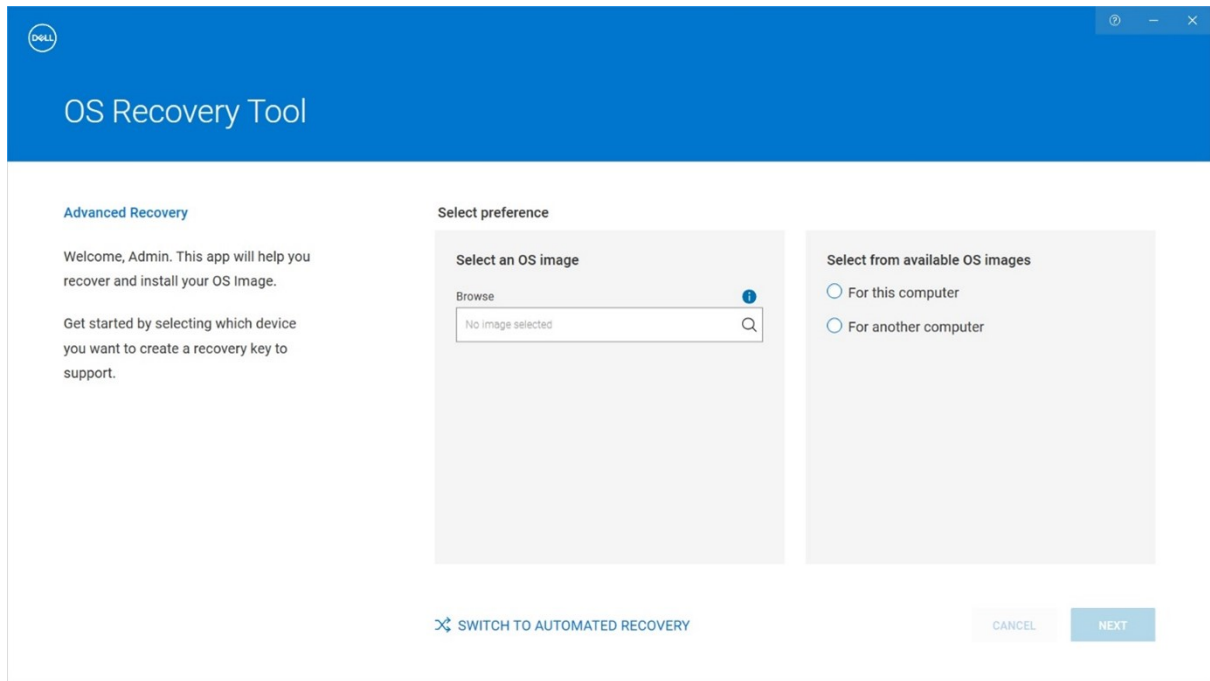 DELL
OS Recovery Tool
Advanced Recovery
Welcome, Admin. This app will help you
recover and install your OS Image.
Get started by selecting which device
you want to create a recovery key to
support.
Select preference
Select an OS image
Browse
No image selected
Select from available OS images
For this computer
For another computer
SWITCH TO AUTOMATED RECOVERY
CANCEL
NEXT